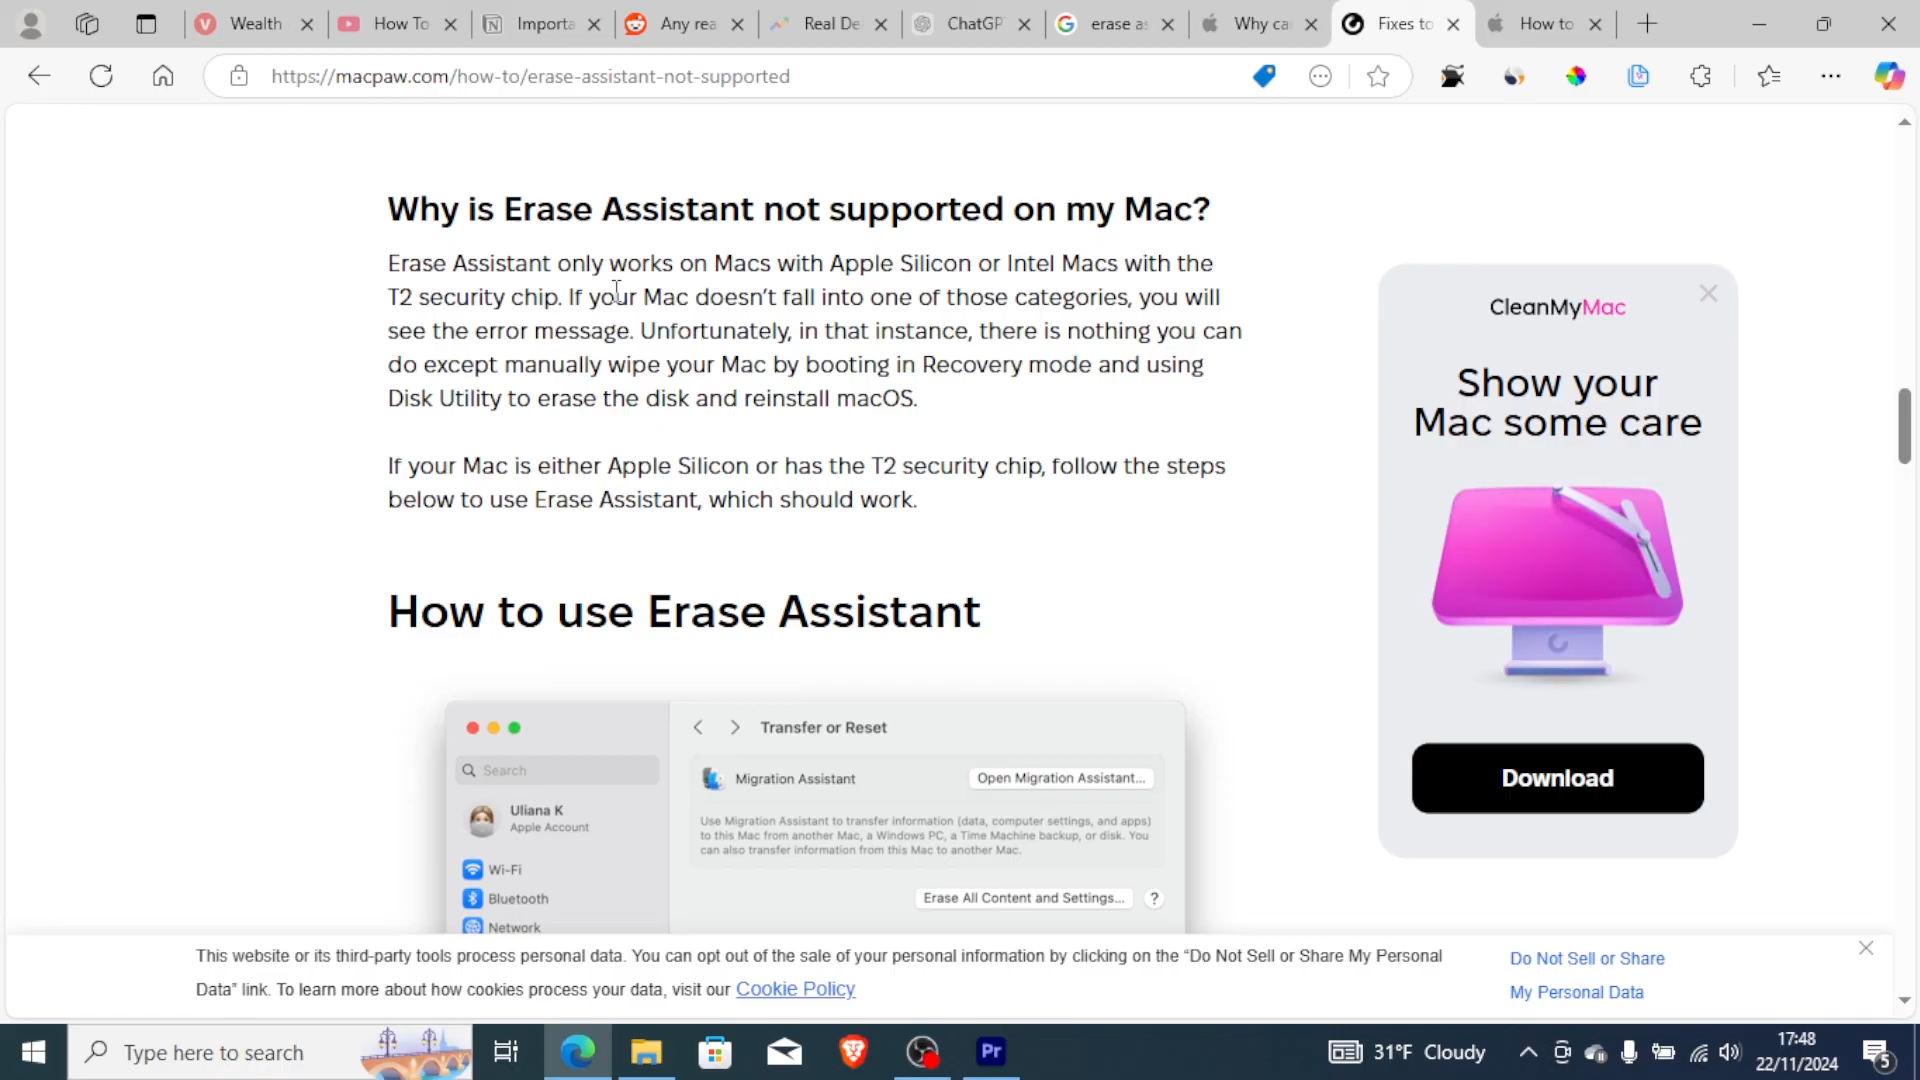 Wealth
How To
Importa
Any rea
Real De
ChatGP
erase as
Why ca
Fixes to
How to
https://macpaw.com/how-to/erase-assistant-not-supported
Why is Erase Assistant not supported on my Mac?
Erase Assistant only works on Macs with Apple Silicon or Intel Macs with the
T2 security chip. If your Mac doesn’t fall into one of those categories, you will
see the error message. Unfortunately, in that instance, there is nothing you can
do except manually wipe your Mac by booting in Recovery mode and using
Disk Utility to erase the disk and reinstall macOS.
If your Mac is either Apple Silicon or has the T2 security chip, follow the steps
below to use Erase Assistant, which should work.
How to use Erase Assistant
CleanMyMac
Show your
Mac some care
Download
Transfer or Reset
Search
Migration Assistant
Open Migration Assistant...
Uliana K
Apple Account
Use Migration Assistant to transfer information (data, computer settings, and apps)
to this Mac from another Mac, a Windows PC, a Time Machine backup, or disk. You
can also transfer information from this Mac to another Mac.
Wi-Fi
Bluetooth
Network
Erase All Content and Settings...
?
This website or its third-party tools process personal data. You can opt out of the sale of your personal information by clicking on the “Do Not Sell or Share My Personal
Data” link. To learn more about how cookies process your data, visit our Cookie Policy
Do Not Sell or Share
My Personal Data
Type here to search
Pr
31°F Cloudy
17:48
22/11/2024
5